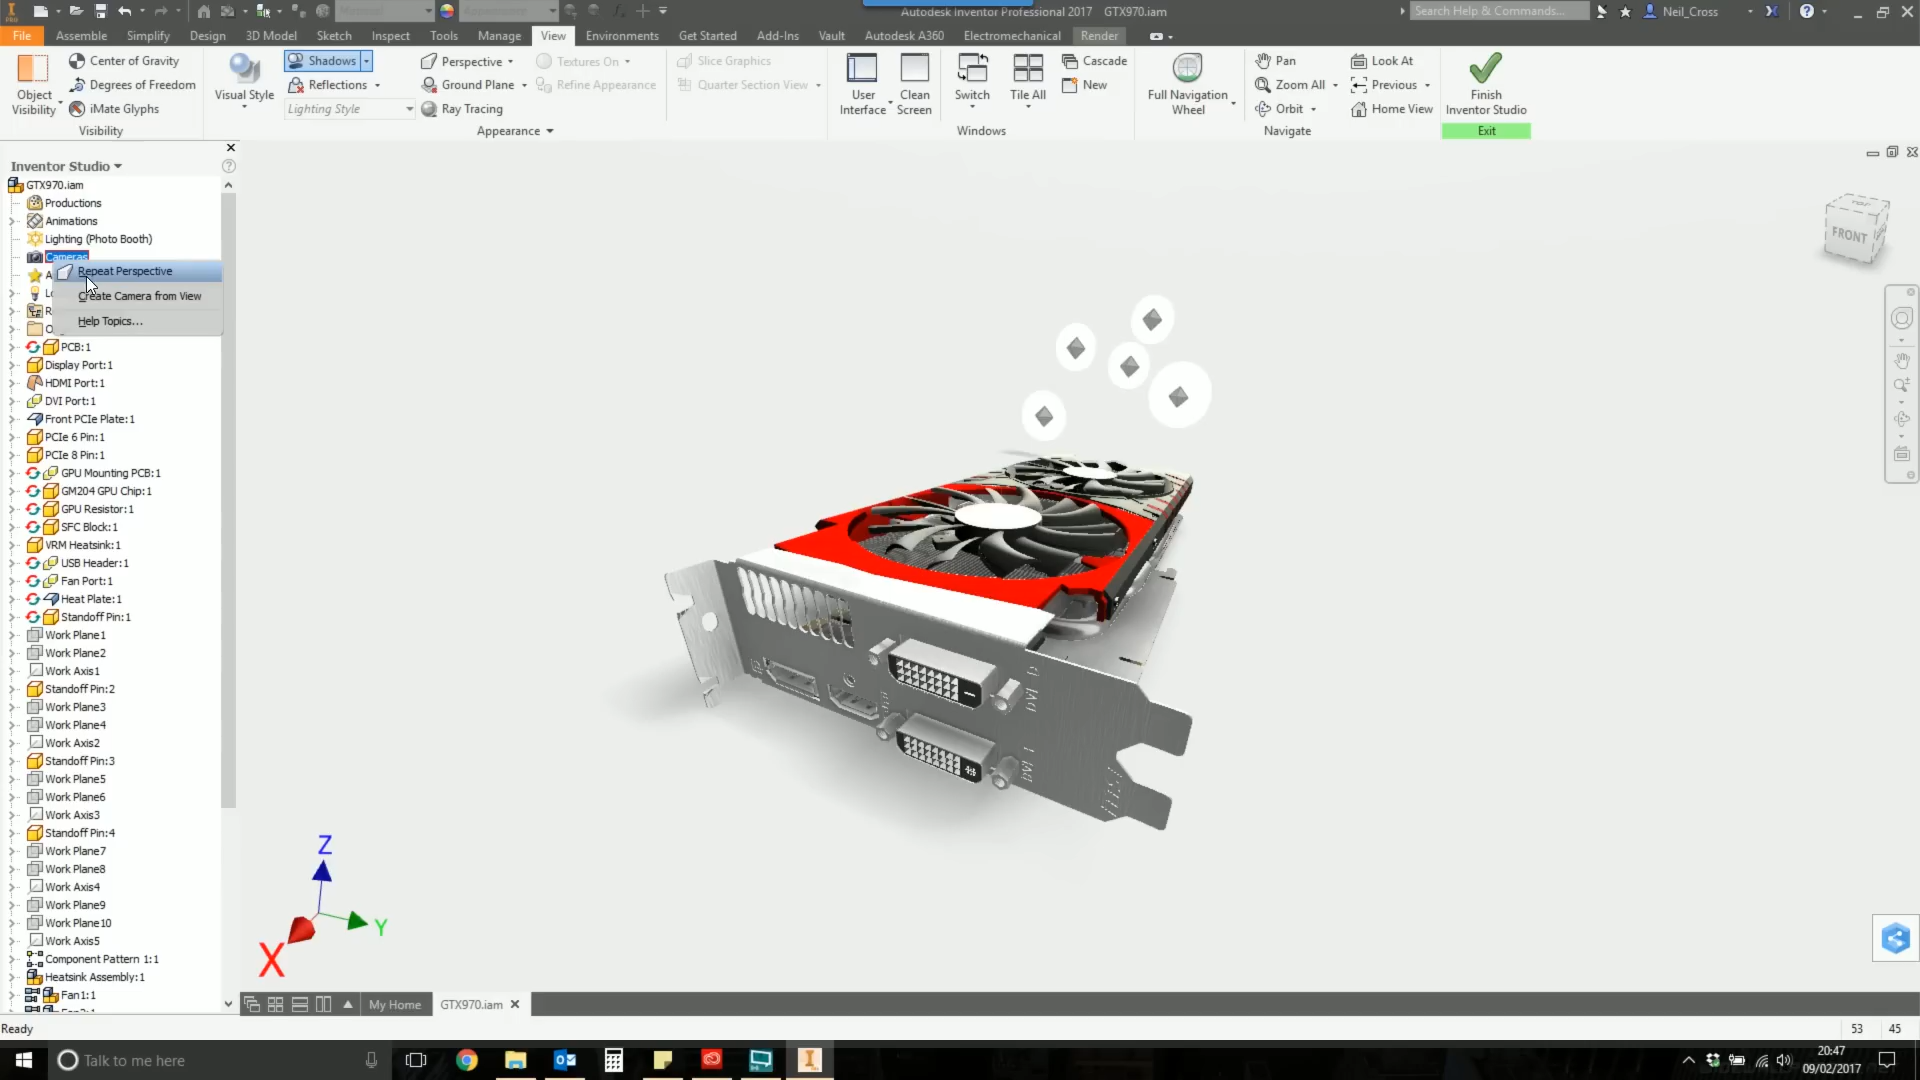 Autodesk Inventor Professional 2017   GTX970.iam
Search Help & Commands...
Neil_Cross
File
Assemble
Simplify
Design
3D Model
Sketch
Inspect
Tools
Manage
View
Environments
Get Started
Add-Ins
Vault
Autodesk A360
Electromechanical
Render
Object Visibility
Center of Gravity
Degrees of Freedom
iMate Glyphs
Visibility
Visual Style
Shadows
Reflections
Lighting Style
Perspective
Ground Plane
Ray Tracing
Textures On
Refine Appearance
Appearance
Slice Graphics
Quarter Section View
User Interface
Clean Screen
Switch
Tile All
Cascade
New
Windows
Full Navigation Wheel
Pan
Zoom All
Orbit
Look At
Previous
Home View
Navigate
Finish Inventor Studio
Exit
Inventor Studio
GTX970.iam
Productions
Animations
Lighting (Photo Booth)
Cameras
Repeat Perspective
Create Camera from View
Help Topics...
PCB:1
Display Port:1
HDMI Port:1
DVI Port:1
Front PCIe Plate:1
PCIe 6 Pin:1
PCIe 8 Pin:1
GPU Mounting PCB:1
GM204 GPU Chip:1
GPU Resistor:1
SFC Block:1
VRM Heatsink:1
USB Header:1
Fan Port:1
Heat Plate:1
Standoff Pin:1
Work Plane1
Work Plane2
Work Axis1
Standoff Pin:2
Work Plane3
Work Plane4
Work Axis2
Standoff Pin:3
Work Plane5
Work Plane6
Work Axis3
Standoff Pin:4
Work Plane7
Work Plane8
Work Axis4
Work Plane9
Work Plane10
Work Axis5
Component Pattern 1:1
Heatsink Assembly:1
Fan1:1
TOP
FRONT
Z
Y
X
My Home
GTX970.iam
Ready
53
45
Talk to me here
20:47
09/02/2017